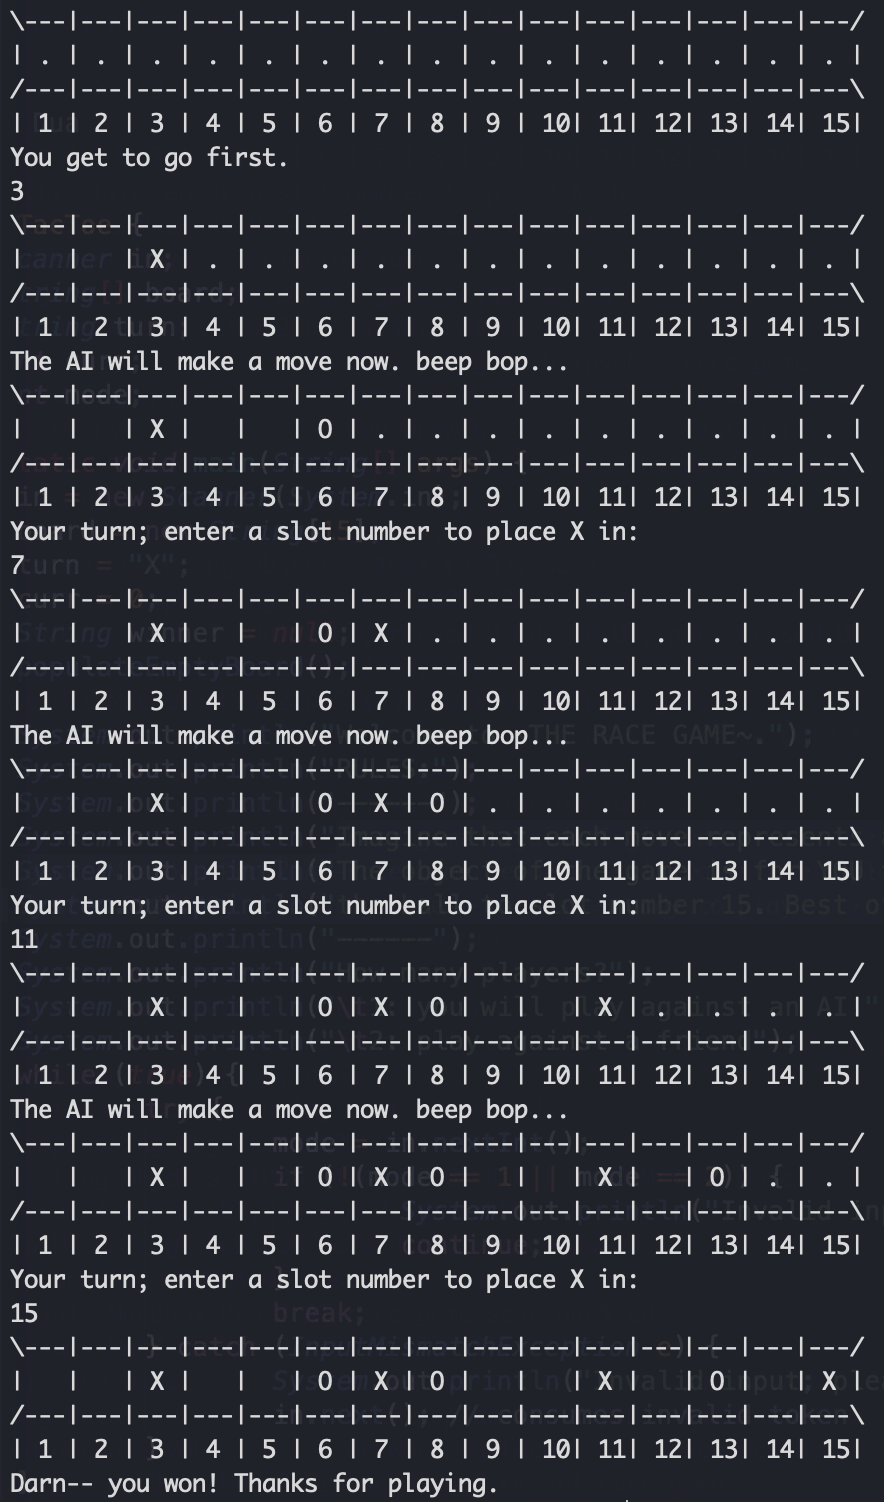 \---|---|---|---|---|---|---|---|---|---|---|---|---|---|---/
| . | . | . | . | . | . | . | . | . | . | . | . | . | . | . |
/---|---|---|---|---|---|---|---|---|---|---|---|---|---|---\
| 1 | 2 | 3 | 4 | 5 | 6 | 7 | 8 | 9 | 10| 11| 12| 13| 14| 15|
You get to go first.
3
\---|---|---|---|---|---|---|---|---|---|---|---|---|---|---/
|   |   | X | . | . | . | . | . | . | . | . | . | . | . | . |
/---|---|---|---|---|---|---|---|---|---|---|---|---|---|---\
| 1 | 2 | 3 | 4 | 5 | 6 | 7 | 8 | 9 | 10| 11| 12| 13| 14| 15|
The AI will make a move now. beep bop...
\---|---|---|---|---|---|---|---|---|---|---|---|---|---|---/
|   |   | X |   |   | O | . | . | . | . | . | . | . | . | . |
/---|---|---|---|---|---|---|---|---|---|---|---|---|---|---\
| 1 | 2 | 3 | 4 | 5 | 6 | 7 | 8 | 9 | 10| 11| 12| 13| 14| 15|
Your turn; enter a slot number to place X in:
7
\---|---|---|---|---|---|---|---|---|---|---|---|---|---|---/
|   |   | X |   |   | O | X | . | . | . | . | . | . | . | . |
/---|---|---|---|---|---|---|---|---|---|---|---|---|---|---\
| 1 | 2 | 3 | 4 | 5 | 6 | 7 | 8 | 9 | 10| 11| 12| 13| 14| 15|
The AI will make a move now. beep bop...
\---|---|---|---|---|---|---|---|---|---|---|---|---|---|---/
|   |   | X |   |   | O | X | O | . | . | . | . | . | . | . |
/---|---|---|---|---|---|---|---|---|---|---|---|---|---|---\
| 1 | 2 | 3 | 4 | 5 | 6 | 7 | 8 | 9 | 10| 11| 12| 13| 14| 15|
Your turn; enter a slot number to place X in:
11
\---|---|---|---|---|---|---|---|---|---|---|---|---|---|---/
|   |   | X |   |   | O | X | O |   |   | X | . | . | . | . |
/---|---|---|---|---|---|---|---|---|---|---|---|---|---|---\
| 1 | 2 | 3 | 4 | 5 | 6 | 7 | 8 | 9 | 10| 11| 12| 13| 14| 15|
The AI will make a move now. beep bop...
\---|---|---|---|---|---|---|---|---|---|---|---|---|---|---/
|   |   | X |   |   | O | X | O |   |   | X |   | O | . | . |
/---|---|---|---|---|---|---|---|---|---|---|---|---|---|---\
| 1 | 2 | 3 | 4 | 5 | 6 | 7 | 8 | 9 | 10| 11| 12| 13| 14| 15|
Your turn; enter a slot number to place X in:
15
\---|---|---|---|---|---|---|---|---|---|---|---|---|---|---/
|   |   | X |   |   | O | X | O |   |   | X |   | O |   | X |
/---|---|---|---|---|---|---|---|---|---|---|---|---|---|---\
| 1 | 2 | 3 | 4 | 5 | 6 | 7 | 8 | 9 | 10| 11| 12| 13| 14| 15|
Darn-- you won! Thanks for playing.